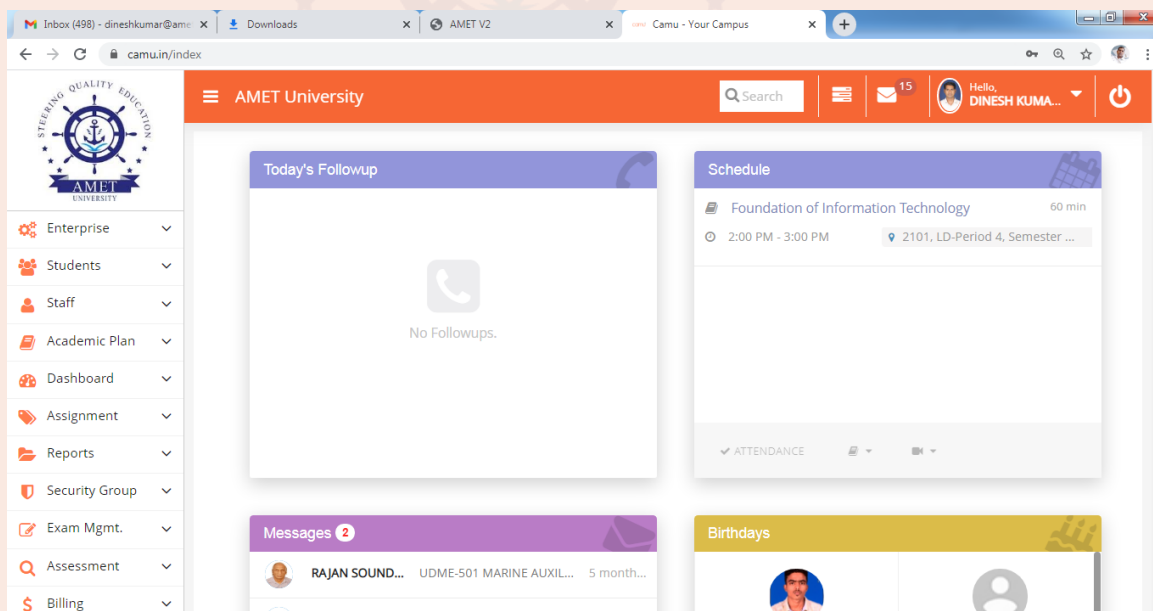 Inbox (498) - dineshkumar@ame
Downloads
AMET V2
Camu - Your Campus
camu.in/index
STEERING QUALITY EDUCATION
AMET
UNIVERSITY
AMET University
Search
15
Hello,
DINESH KUMA...
Enterprise
Students
Staff
Academic Plan
Dashboard
Assignment
Reports
Security Group
Exam Mgmt.
Assessment
Billing
Today's Followup
No Followups.
Schedule
Foundation of Information Technology 60 min
2:00 PM - 3:00 PM 2101, LD-Period 4, Semester ...
ATTENDANCE
Messages 2
RAJAN SOUND... UDME-501 MARINE AUXIL... 5 month...
Birthdays